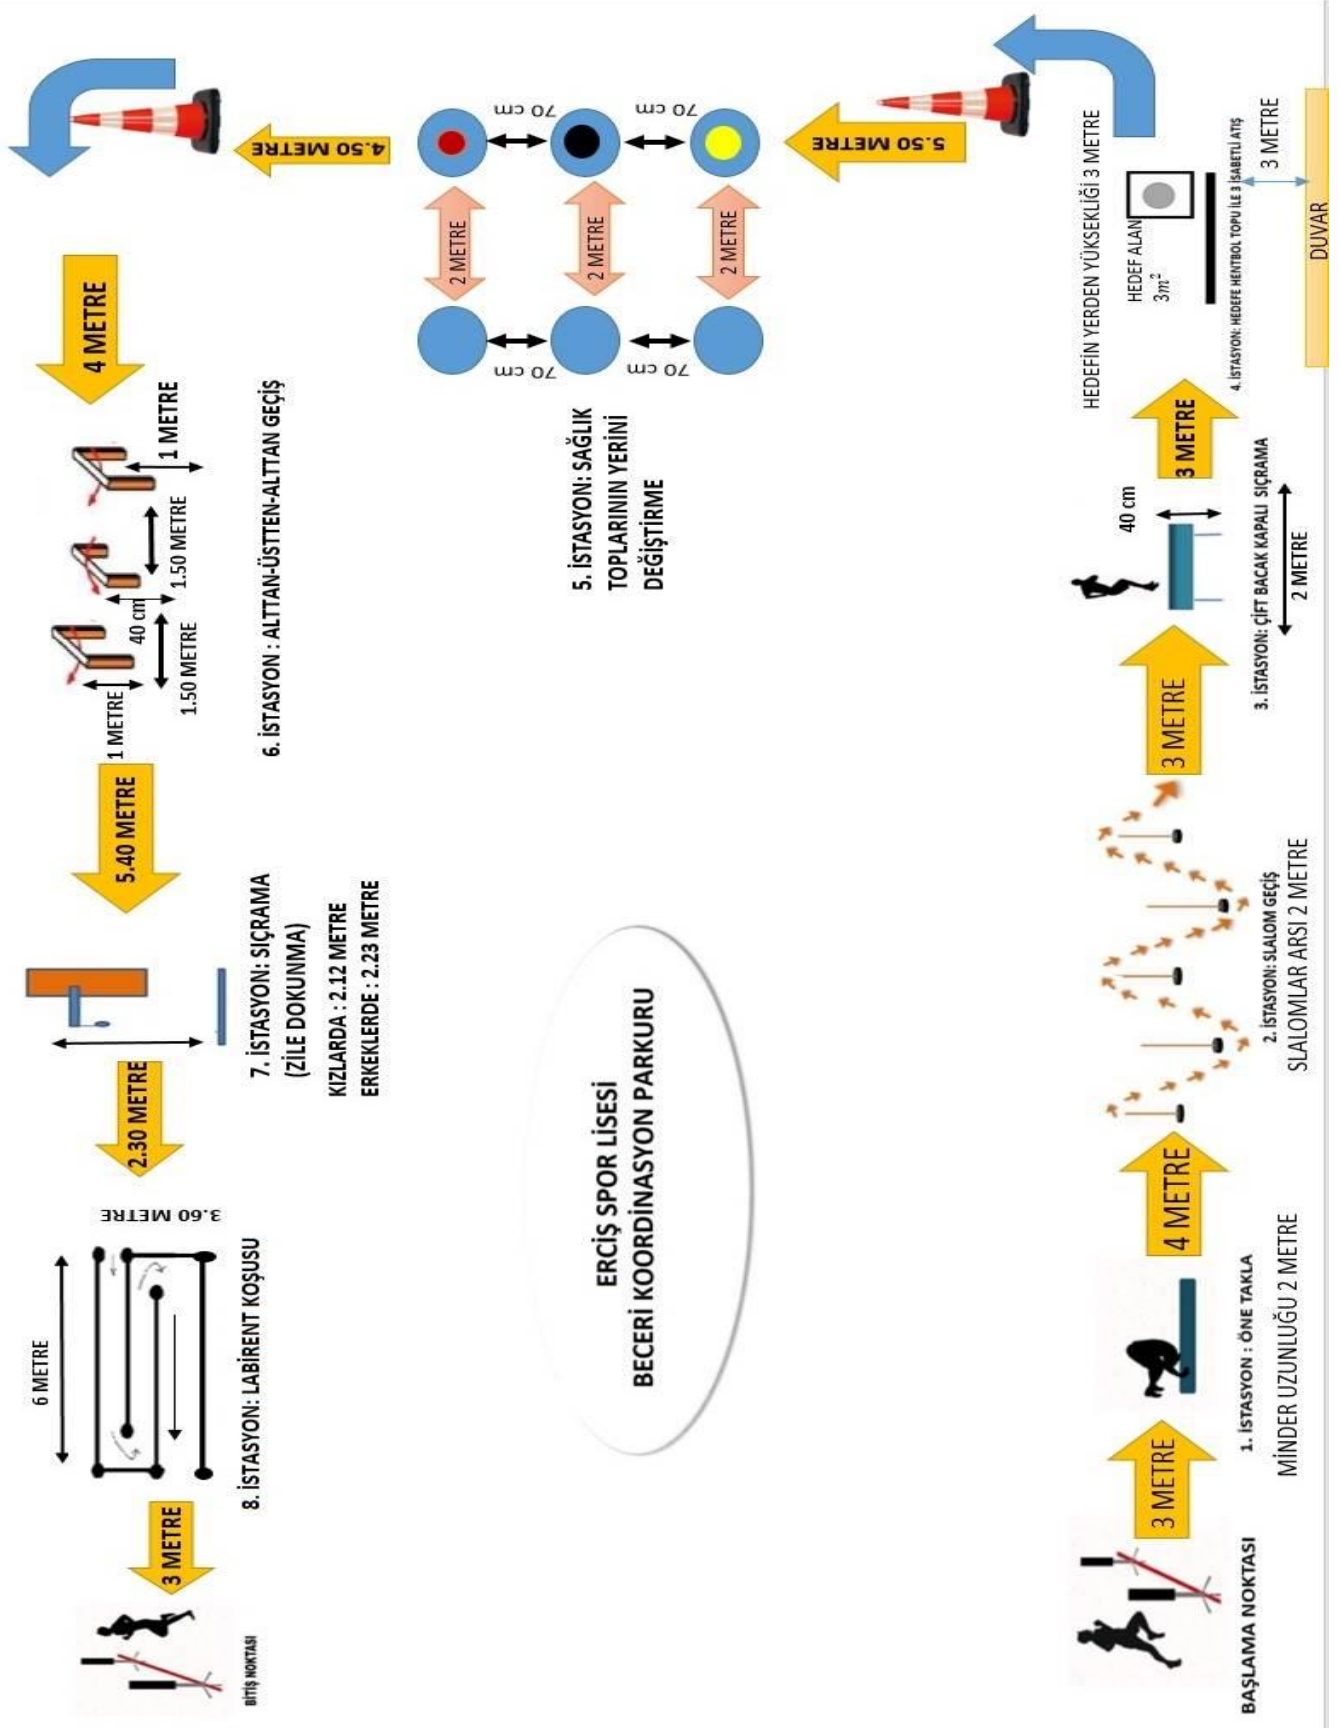 ERCİŞ SPOR LİSESİ
BECERİ KOORDİNASYON PARKURU
BAŞLAMA NOKTASI
3 METRE
1. İSTASYON : ÖNE TAKLA
MİNDER UZUNLUĞU 2 METRE
4 METRE
2. İSTASYON: SLALOM GEÇİŞ
SLALOMLAR ARSI 2 METRE
3 METRE
40 cm
3. İSTASYON: ÇİFT BACAK KAPALI SIÇRAMA
2 METRE
3 METRE
HEDEFİN YERDEN YÜKSEKLİĞİ 3 METRE
HEDEF ALAN
3m²
4. İSTASYON: HEDEFE HENTBOL TOPU İLE 3 İSABETLİ ATIŞ
3 METRE
DUVAR
5.50 METRE
5. İSTASYON: SAĞLIK
TOPLARININ YERİNİ
DEĞİŞTİRME
70 cm
70 cm
70 cm
70 cm
2 METRE
2 METRE
2 METRE
4.50 METRE
4 METRE
1 METRE
1.50 METRE
40 cm
1.50 METRE
1 METRE
6. İSTASYON : ALTTAN-ÜSTTEN-ALTTAN GEÇİŞ
5.40 METRE
7. İSTASYON: SIÇRAMA
(ZİLE DOKUNMA)
KIZLARDA : 2.12 METRE
ERKEKLERDE : 2.23 METRE
2.30 METRE
3.60 METRE
6 METRE
8. İSTASYON: LABİRENT KOŞUSU
3 METRE
BİTİŞ NOKTASI